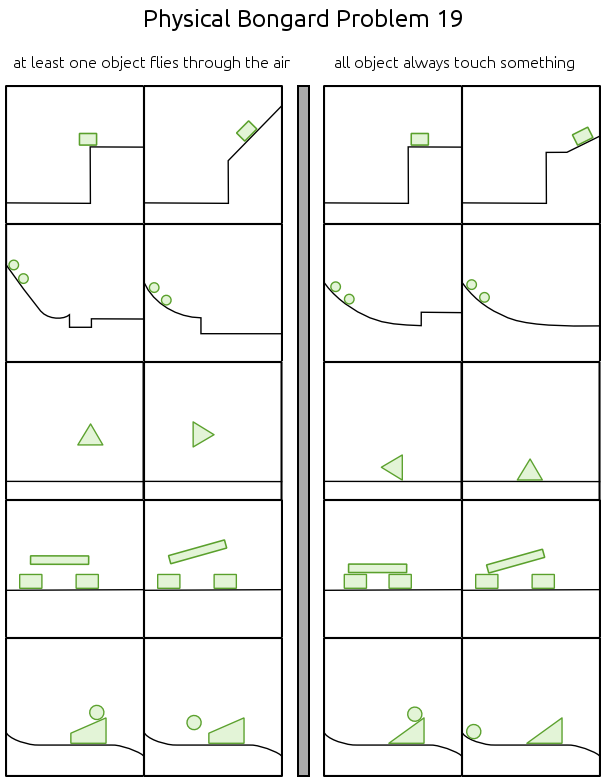 Physical Bongard Problem 19
at least one object flies through the air
all object always touch something